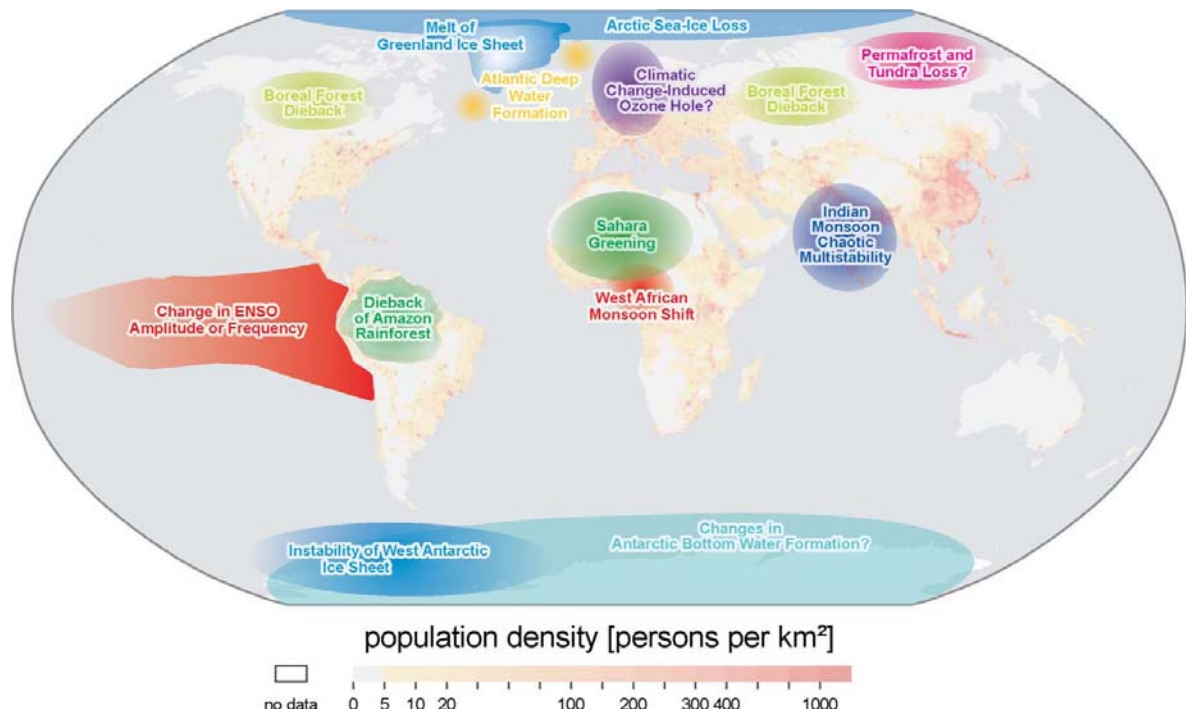 Melt of
Greenland Ice Sheet
Arctic Sea-Ice Loss
Atlantic Deep
Water
Formation
Climatic
Change-Induced
Ozone Hole?
Boreal Forest
Dieback
Permafrost and
Tundra Loss?
Boreal Forest
Dieback
Sahara
Greening
Indian
Monsoon
Chaotic
Multistability
West African
Monsoon Shift
Change in ENSO
Amplitude or Frequency
Dieback
of Amazon
Rainforest
Instability of West Antarctic
Ice Sheet
Changes in
Antarctic Bottom Water Formation?
population density [persons per km²]
no data 0 5 10 20 100 200 300 400 1000